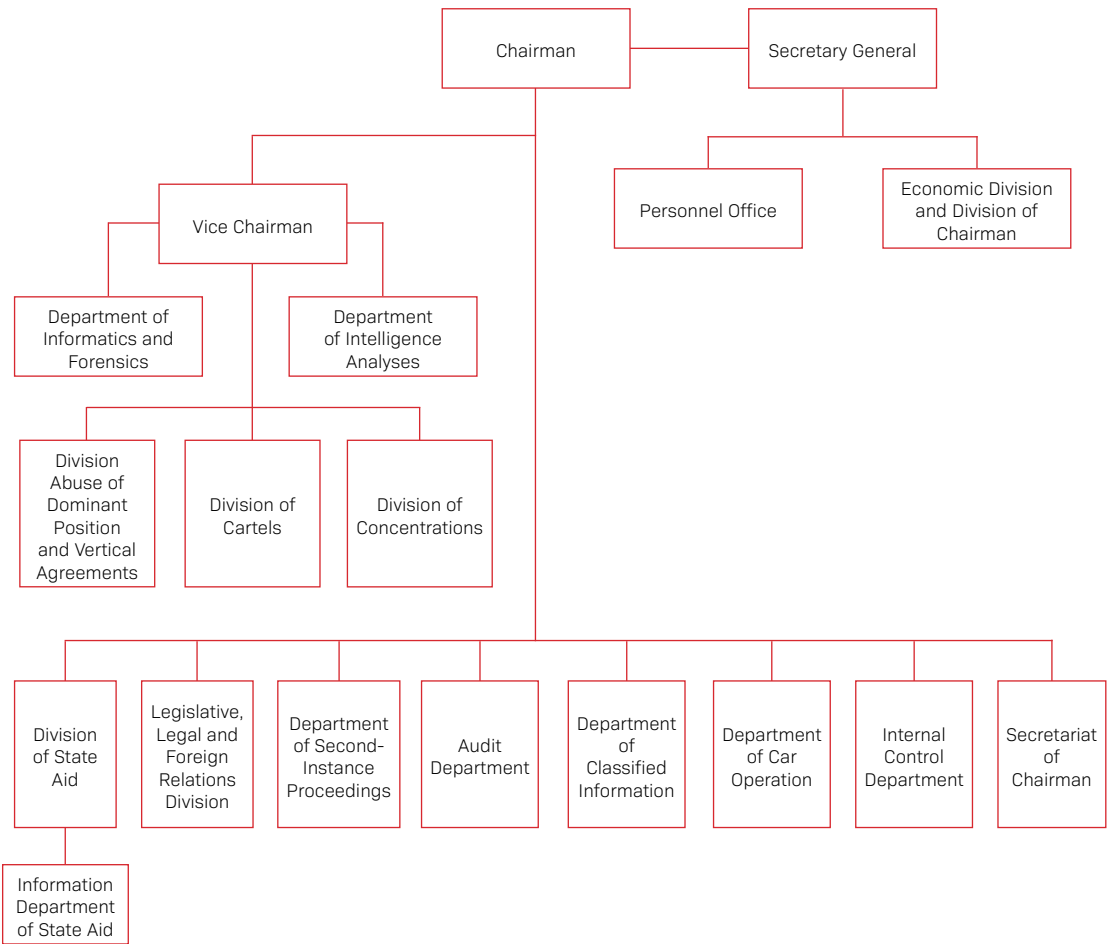 Chairman
Secretary General
Personnel Office
Economic Division
and Division of
Chairman
Vice Chairman
Department of
Informatics and
Forensics
Department
of Intelligence
Analyses
Division
Abuse of
Dominant
Position
and Vertical
Agreements
Division of
Cartels
Division of
Concentrations
Division
of State
Aid
Legislative,
Legal and
Foreign
Relations
Division
Department
of Second-
Instance
Proceedings
Audit
Department
Department
of
Classified
Information
Department
of Car
Operation
Internal
Control
Department
Secretariat
of
Chairman
Information
Department
of State Aid